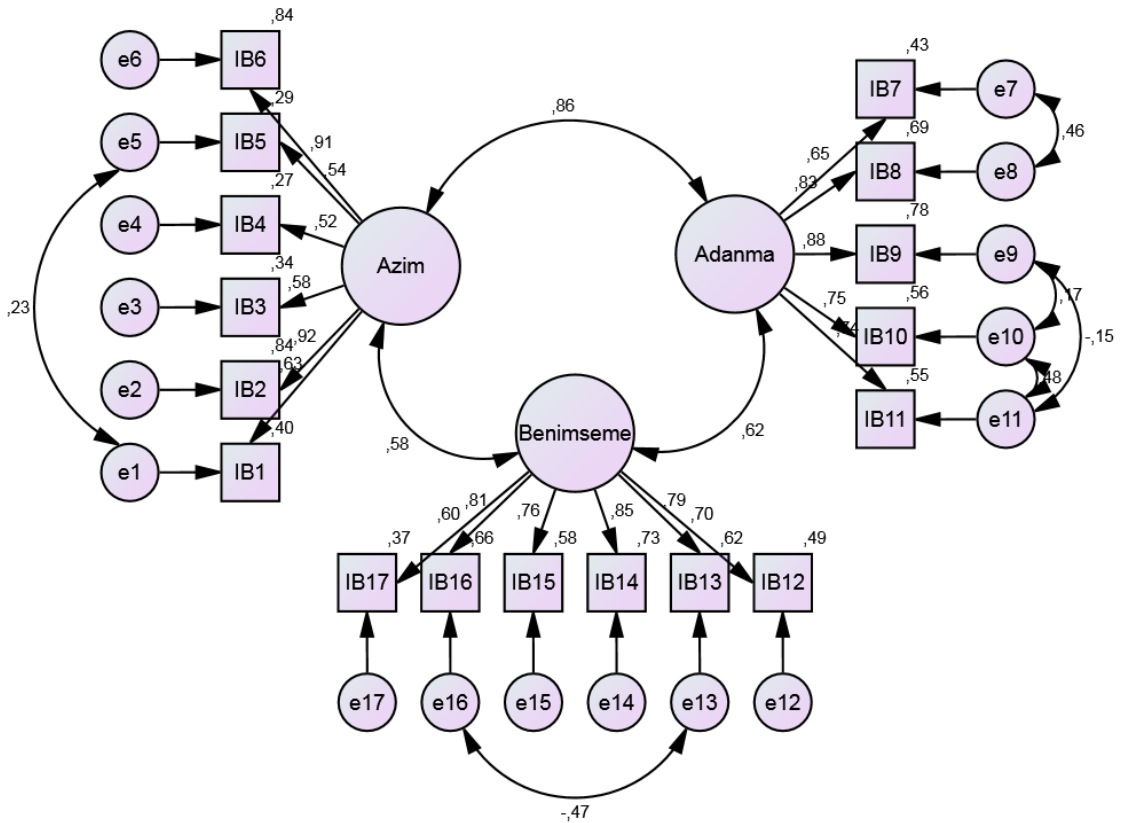 ,84
e6 IB6
,29
e5 IB5
,91
,54
,27
e4 IB4
,52
,34
e3 IB3
,58
,84
,92
e2 IB2
,63
,40
e1 IB1
,23
Azim
,86
Adanma
,43
IB7 e7
,65
,69
,46
,83
IB8 e8
,78
,88
IB9 e9
,75
,56
,17
,74
IB10 e10
-,15
,55
,48
IB11 e11
Benimseme
,58
,62
,60
,81
,76
,85
,79
,70
,37
,66
,58
,73
,62
,49
IB17 IB16 IB15 IB14 IB13 IB12
e17 e16 e15 e14 e13 e12
-,47